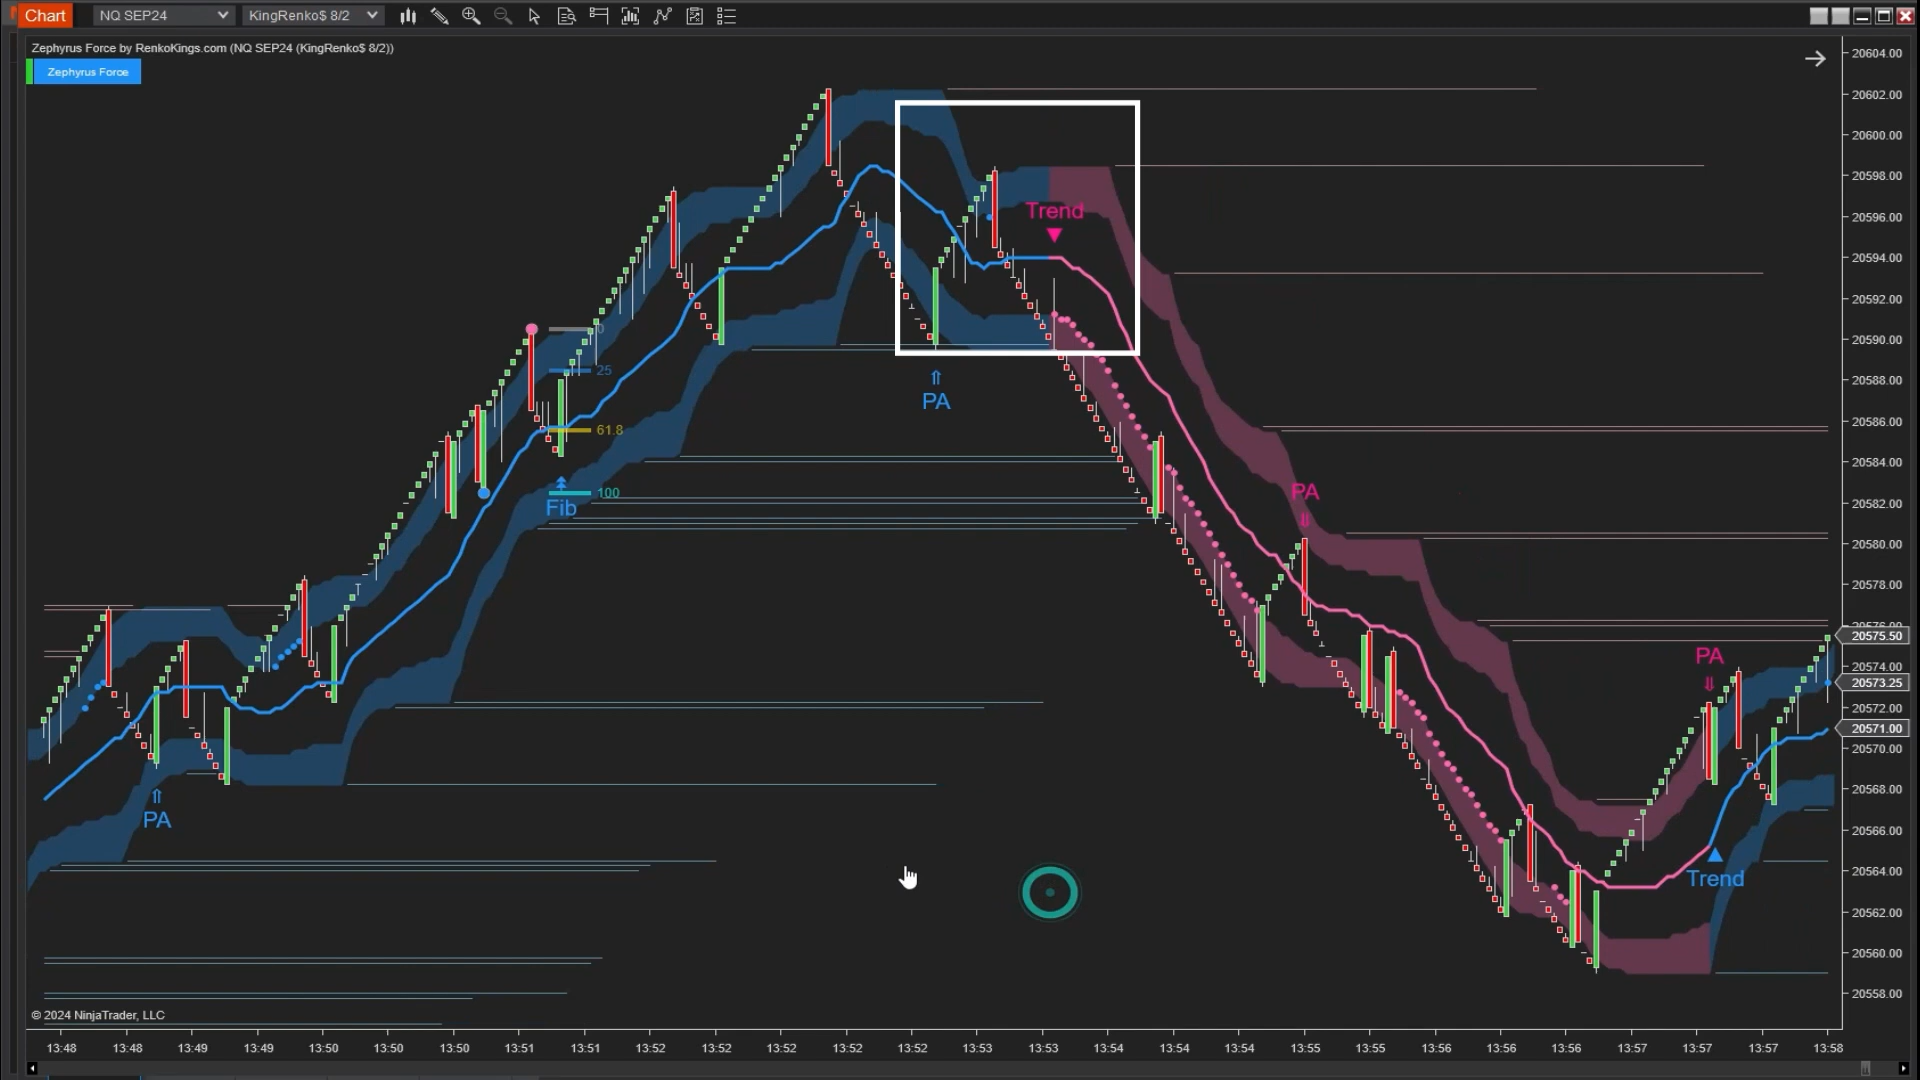 Chart NQ SEP24 KingRenko$ 8/2
Zephyrus Force by RenkoKings.com (NQ SEP24 (KingRenko$ 8/2))
Zephyrus Force
Trend
0
25
61.8
100
Fib
PA
PA
PA
PA
Trend
20604.00
20602.00
20600.00
20598.00
20596.00
20594.00
20592.00
20590.00
20588.00
20586.00
20584.00
20582.00
20580.00
20578.00
20576.00
20575.50
20574.00
20573.25
20572.00
20571.00
20570.00
20568.00
20566.00
20564.00
20562.00
20560.00
20558.00
© 2024 NinjaTrader, LLC
13:48 13:48 13:49 13:49 13:50 13:50 13:50 13:51 13:51 13:52 13:52 13:52 13:52 13:52 13:53 13:53 13:54 13:54 13:54 13:55 13:55 13:56 13:56 13:56 13:57 13:57 13:57 13:58